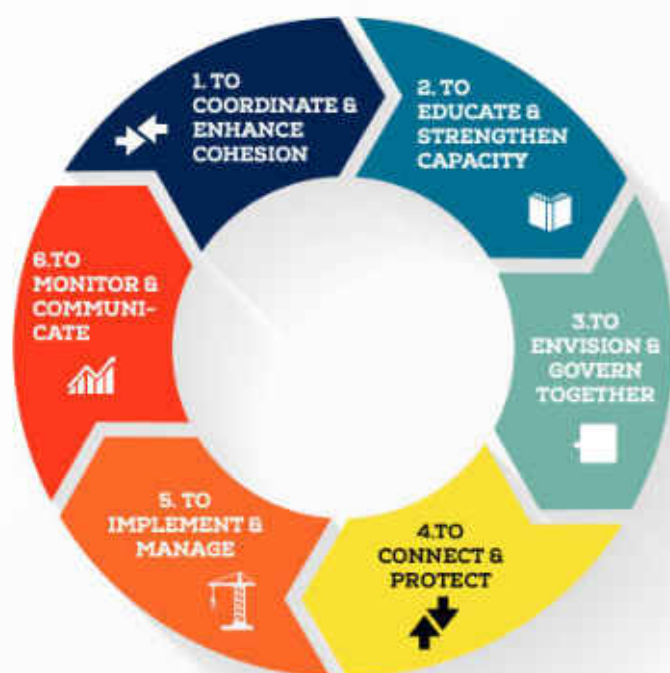 1. TO
COORDINATE &
ENHANCE
COHESION
2. TO
EDUCATE &
STRENGTHEN
CAPACITY
3.TO
ENVISION &
GOVERN
TOGETHER
4.TO
CONNECT &
PROTECT
5. TO
IMPLEMENT &
MANAGE
6.TO
MONITOR &
COMMUNI-
CATE